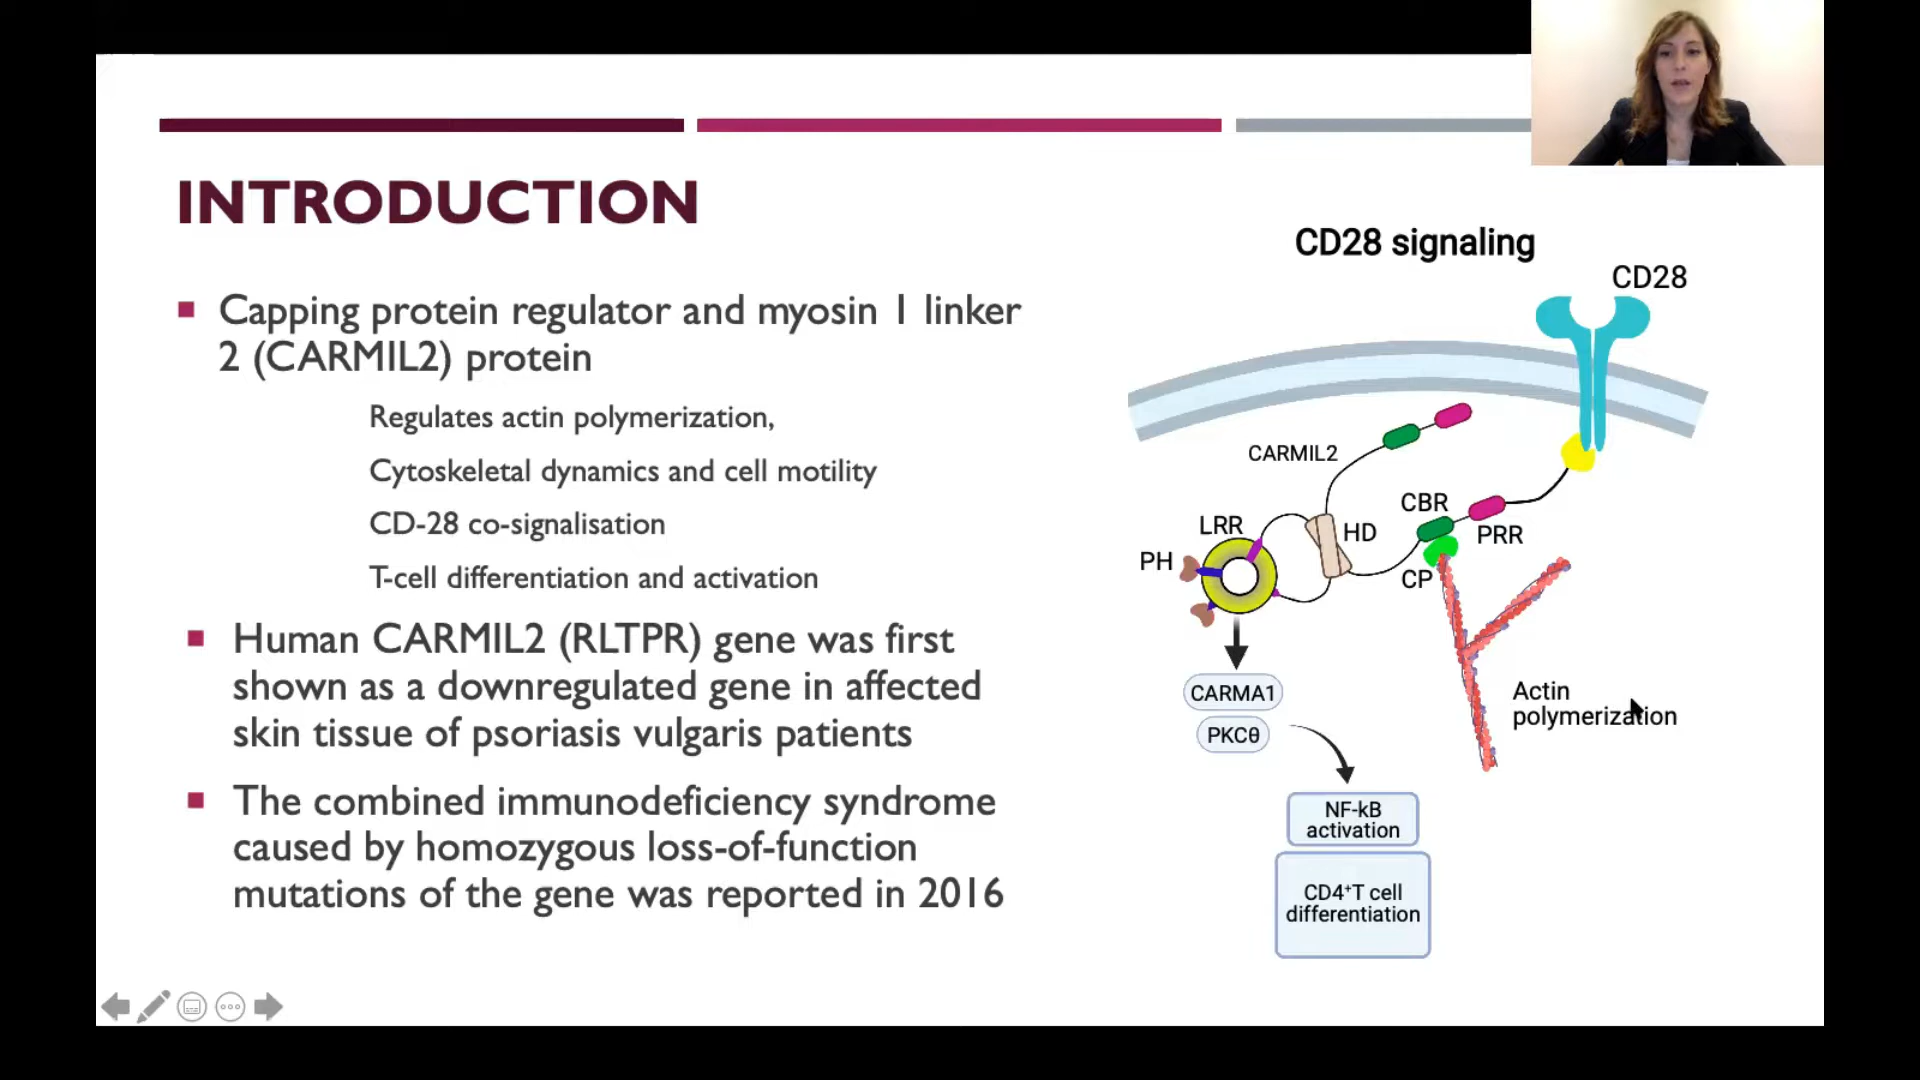 INTRODUCTION
Capping protein regulator and myosin 1 linker
2 (CARMIL2) protein
Regulates actin polymerization,
Cytoskeletal dynamics and cell motility
CD-28 co-signalisation
T-cell differentiation and activation
Human CARMIL2 (RLTPR) gene was first
shown as a downregulated gene in affected
skin tissue of psoriasis vulgaris patients
The combined immunodeficiency syndrome
caused by homozygous loss-of-function
mutations of the gene was reported in 2016
CD28 signaling
CD28
CARMIL2
CBR
LRR
HD
PRR
PH
CP
CARMA1
Actin
polymerization
PKCθ
NF-kB
activation
CD4⁺T cell
differentiation